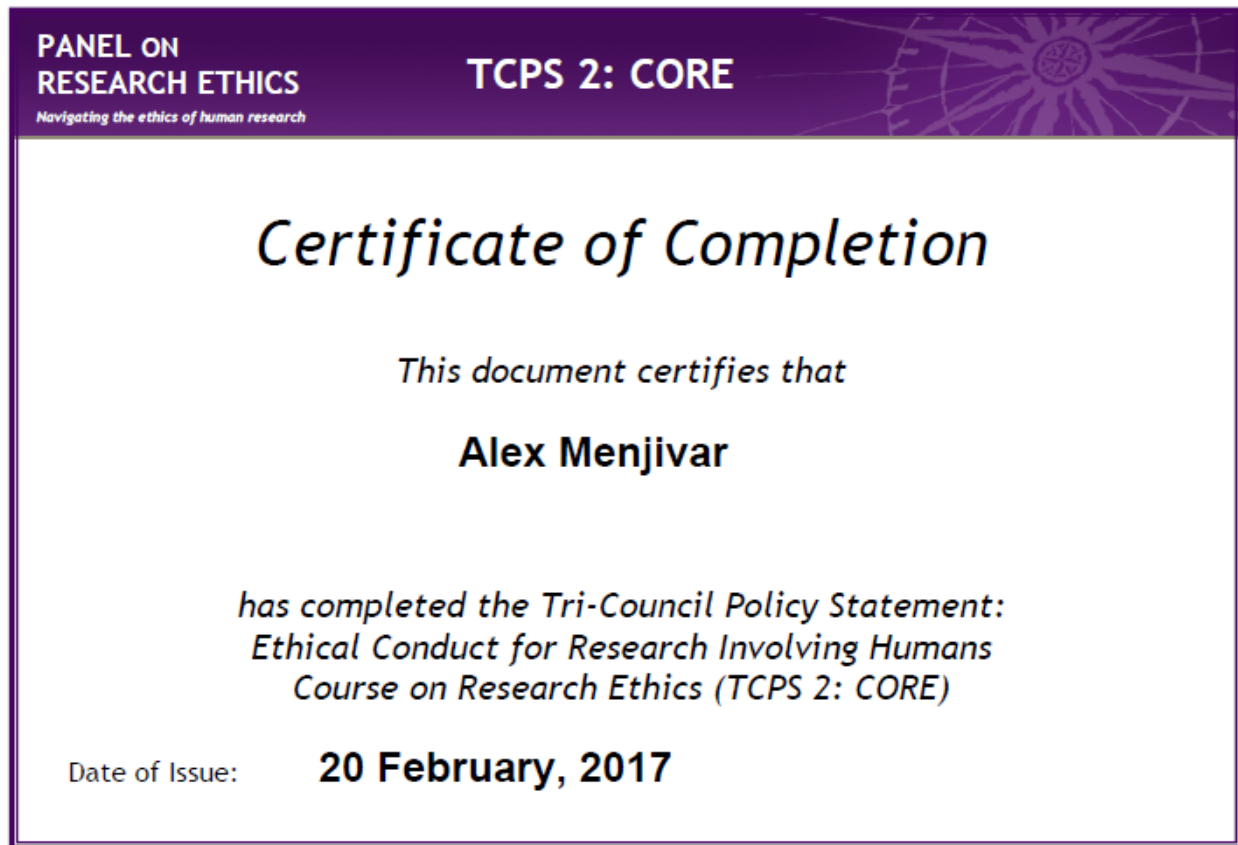 PANEL ON
RESEARCH ETHICS
Navigating the ethics of human research
TCPS 2: CORE
Certificate of Completion
This document certifies that
Alex Menjivar
has completed the Tri-Council Policy Statement:
Ethical Conduct for Research Involving Humans
Course on Research Ethics (TCPS 2: CORE)
Date of Issue: 20 February, 2017